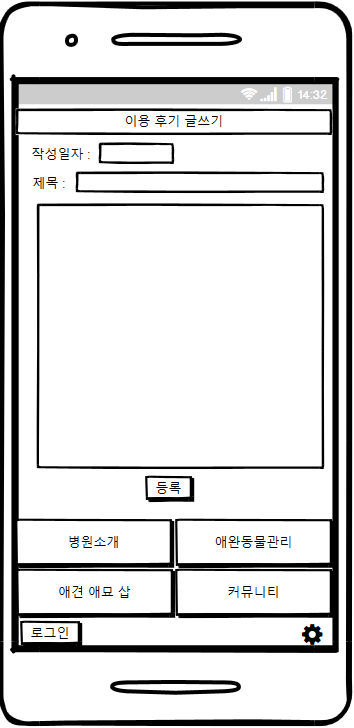 14:32
이용 후기 글쓰기
작성일자 :
제목 :
등록
병원소개
애완동물관리
애견 애묘 샵
커뮤니티
로그인